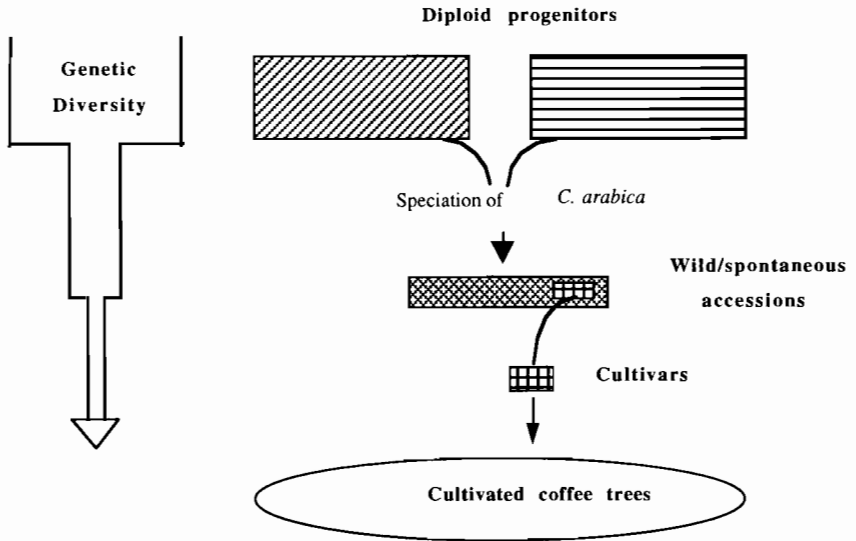 Diploid progenitors
Genetic
Diversity
Speciation of C. arabica
Wild/spontaneous
accessions
Cultivars
Cultivated coffee trees